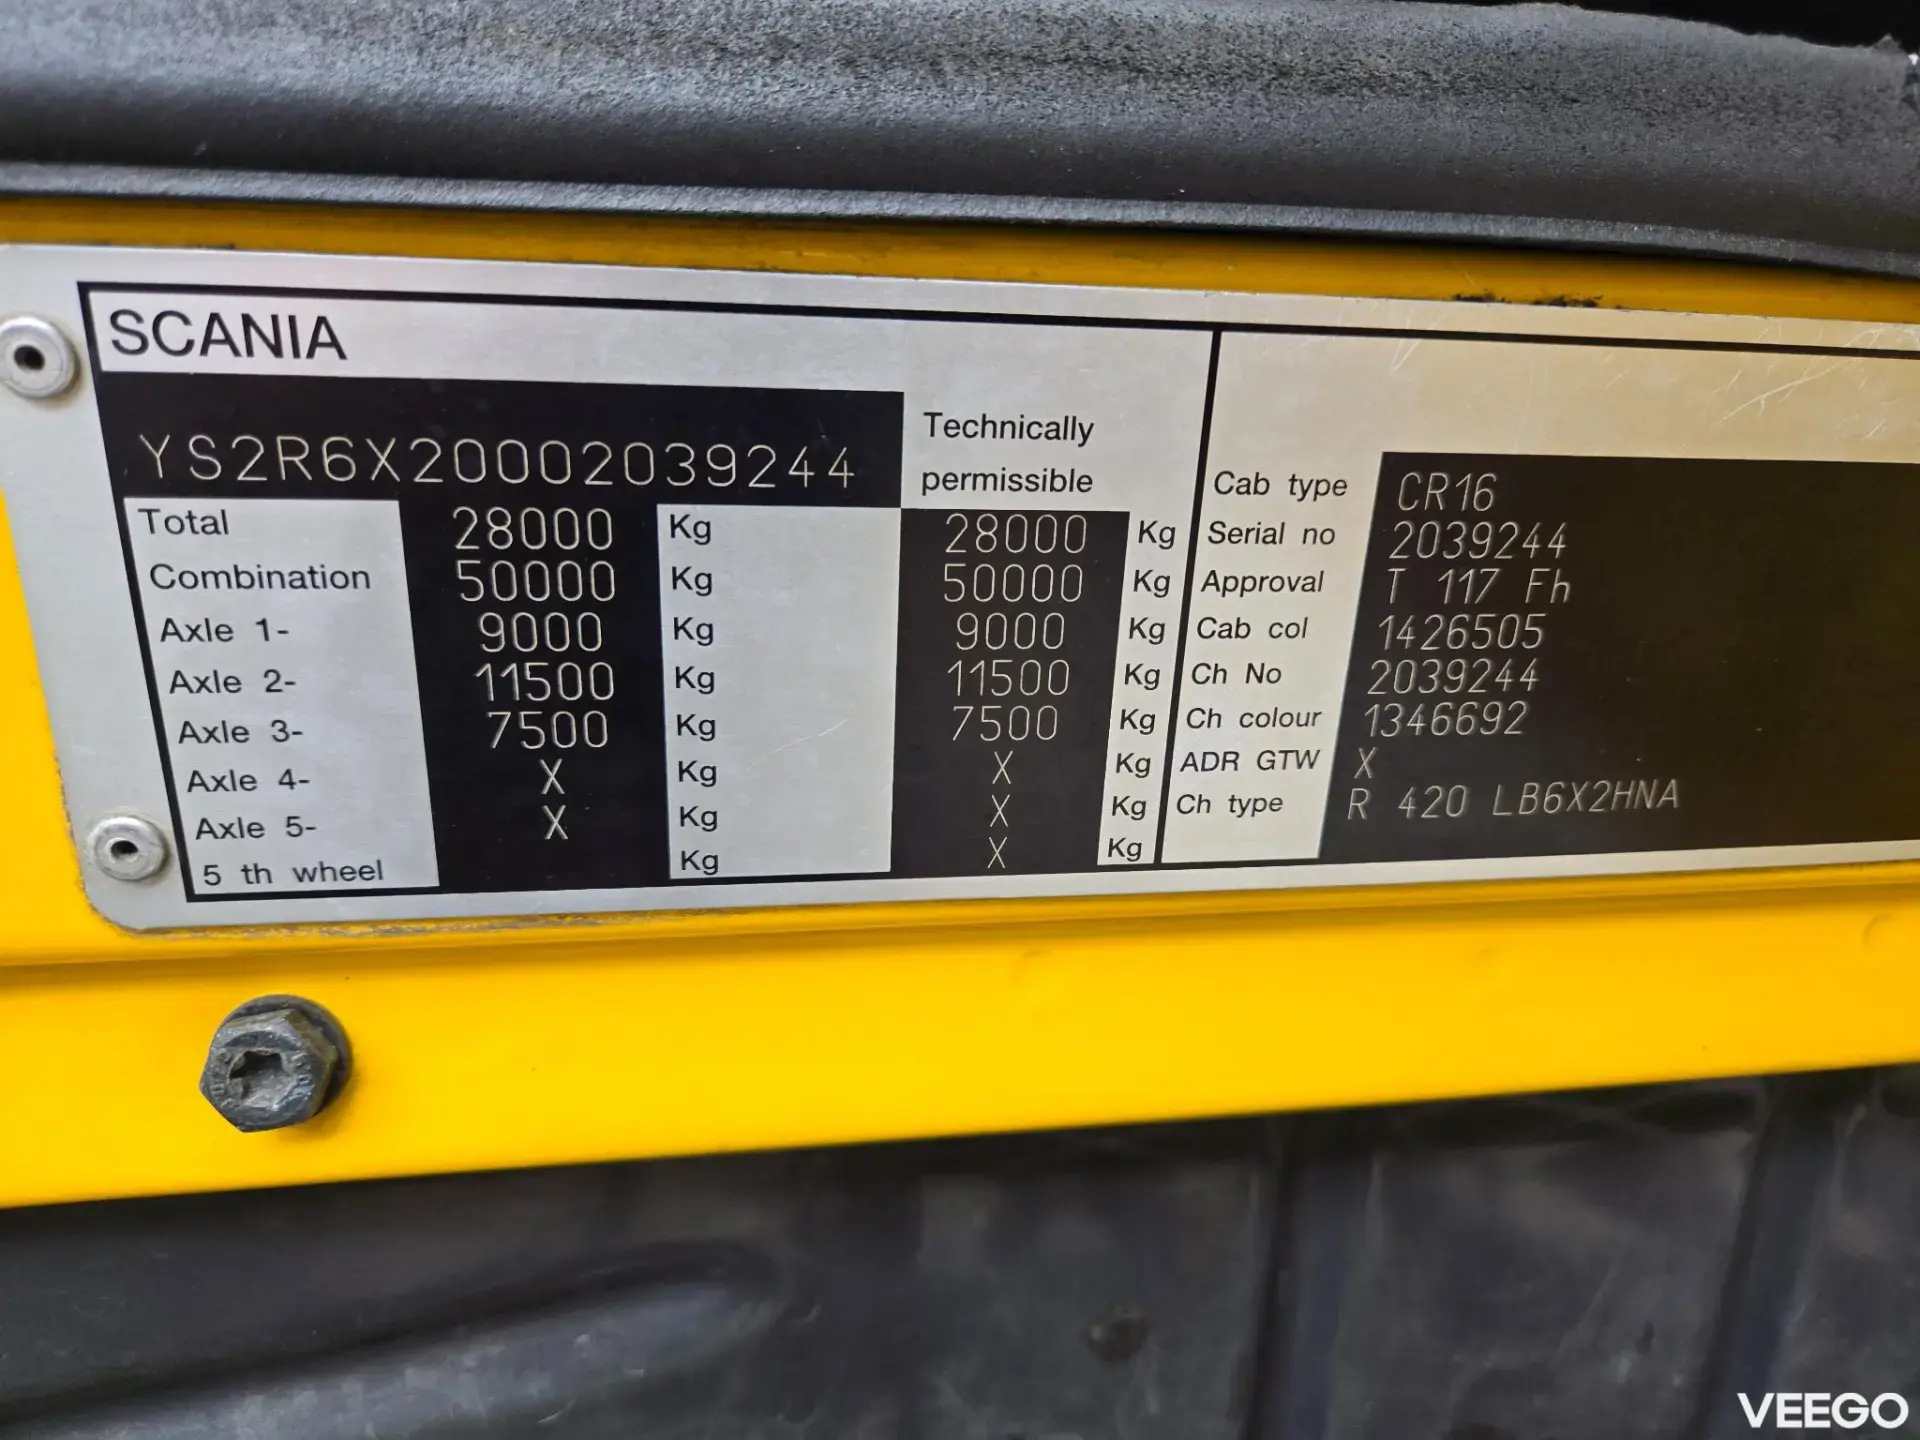 SCANIA
YS2R6X20002039244
Technically
permissible
Total 28000 Kg 28000 Kg
Combination 50000 Kg 50000 Kg
Axle 1- 9000 Kg 9000 Kg
Axle 2- 11500 Kg 11500 Kg
Axle 3- 7500 Kg 7500 Kg
Axle 4- X Kg X Kg
Axle 5- X Kg X Kg
5 th wheel Kg X Kg
Cab type CR16
Serial no 2039244
Approval T 117 Fh
Cab col 1426505
Ch No 2039244
Ch colour 1346692
ADR GTW X
Ch type R 420 LB6X2HNA
VEEGO